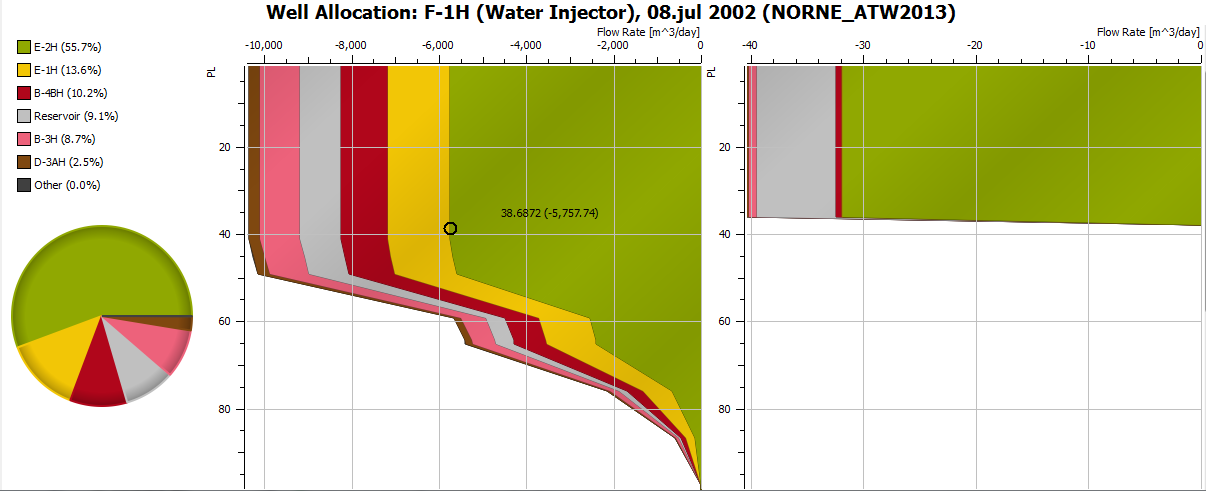 Well Allocation: F-1H (Water Injector), 08.jul 2002 (NORNE_ATW2013)
Flow Rate [m^3/day]
Flow Rate [m^3/day]
-10,000 -8,000 -6,000 -4,000 -2,000 0
-40 -30 -20 -10 0
E-2H (55.7%)
E-1H (13.6%)
B-4BH (10.2%)
Reservoir (9.1%)
B-3H (8.7%)
D-3AH (2.5%)
Other (0.0%)
PL
20
40
60
80
38.6872 (-5,757.74)
PL
20
40
60
80